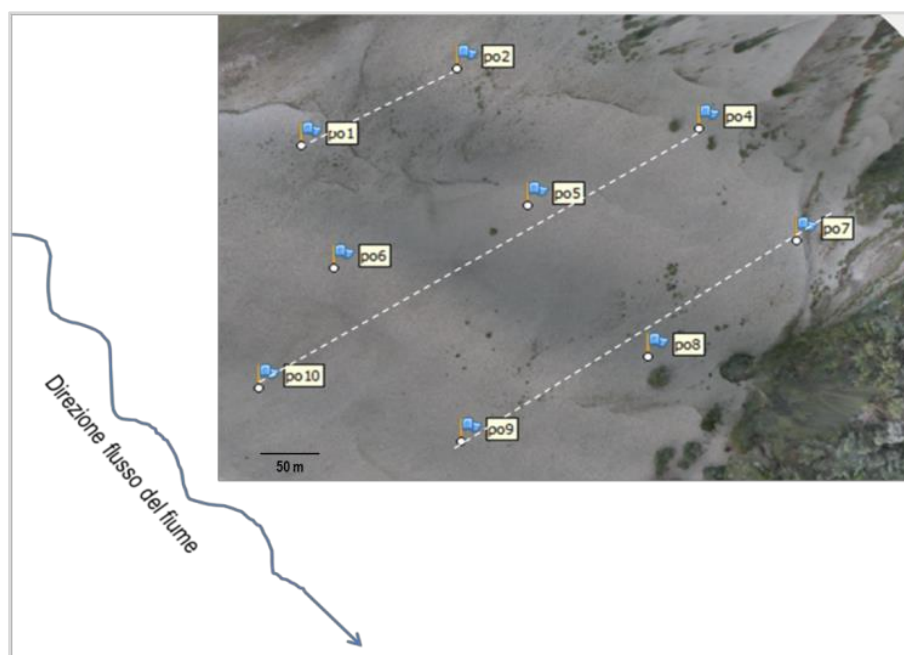 po2
po1
po4
po5
po7
po6
po8
po10
po9
50 m
Direzione flusso del fiume